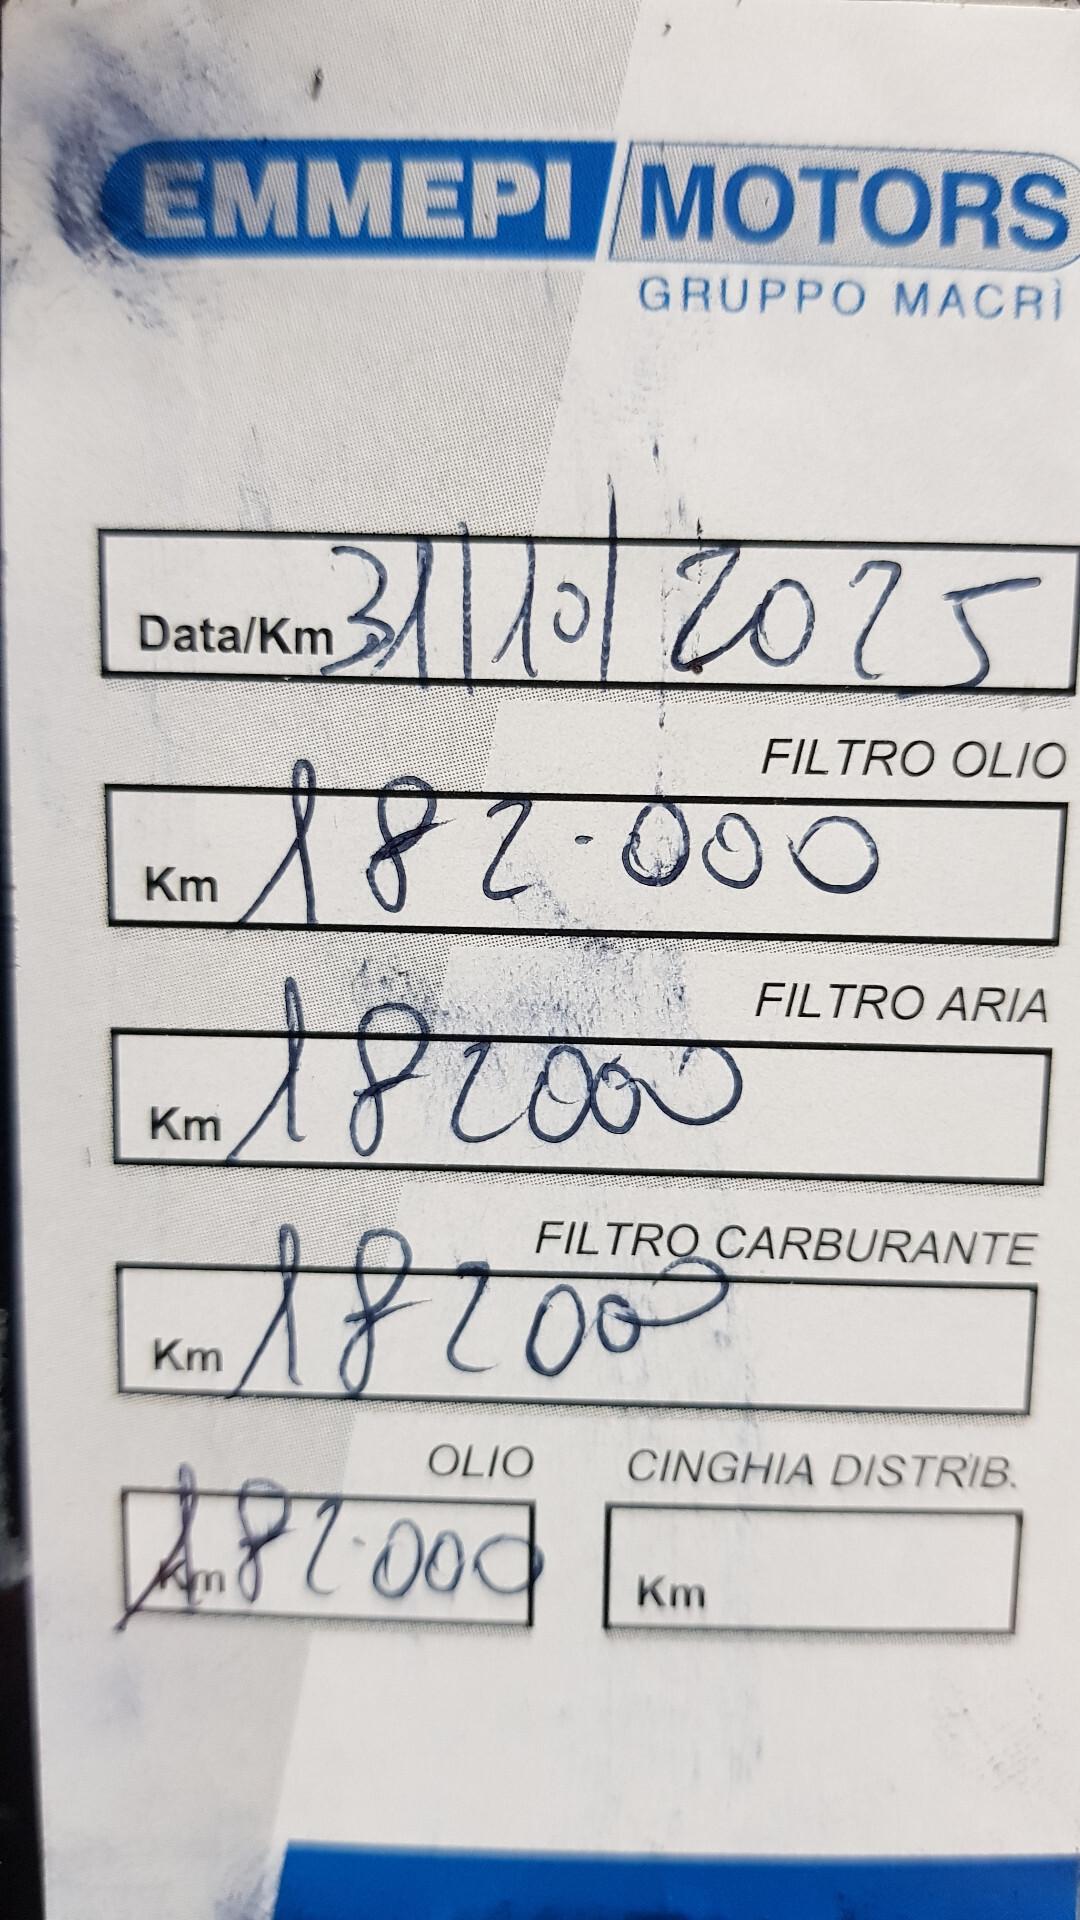 EMMEPI MOTORS
GRUPPO MACRÌ
Data/Km 31/10/2025
FILTRO OLIO
Km 182.000
FILTRO ARIA
Km 182000
FILTRO CARBURANTE
Km 182000
OLIO CINGHIA DISTRIB.
Km 182.000 Km